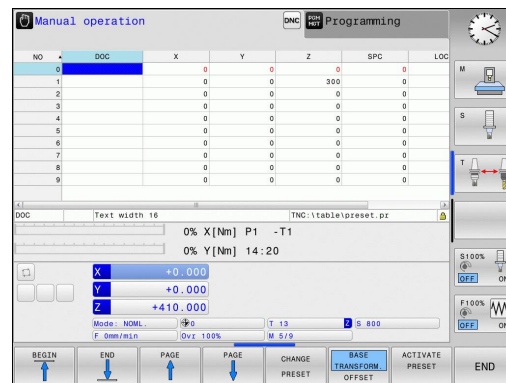 Manual operation DNC PGM MGT Programming
NO DOC X Y Z SPC LOC
0 0 0 0 0
1 0 0 300 0
2 0 0 0 0
3 0 0 0 0
4 0 0 0 0
5 0 0 0 0
6 0 0 0 0
7 0 0 0 0
8 0 0 0 0
9 0 0 0 0
DOC Text width 16 TNC:\table\preset.pr
0% X[Nm] P1 -T1
0% Y[Nm] 14:20
X +0.000
Y +0.000
Z +410.000
Mode: NOML. 0 T 13 Z S 800
F 0mm/min Ovr 100% M 5/9
M
S
T
S100%
OFF ON
F100%
OFF ON
BEGIN END PAGE PAGE CHANGE PRESET BASE TRANSFORM. OFFSET ACTIVATE PRESET END